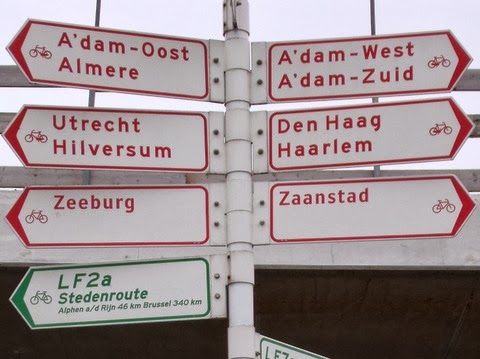 A'dam-Oost
Almere
A'dam-West
A'dam-Zuid
Utrecht
Hilversum
Den Haag
Haarlem
Zeeburg
Zaanstad
LF2a
Stedenroute
Alphen a/d Rijn 46 km Brussel 340 km